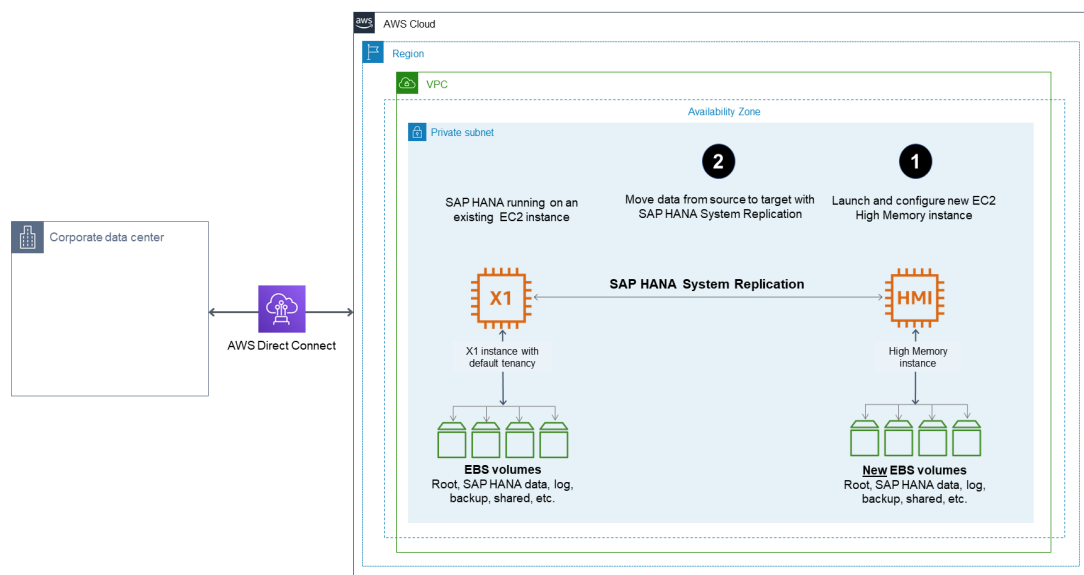 aws
AWS Cloud
Region
VPC
Availability Zone
Private subnet
2
1
SAP HANA running on an
existing EC2 instance
Move data from source to target with
SAP HANA System Replication
Launch and configure new EC2
High Memory instance
Corporate data center
AWS Direct Connect
X1
SAP HANA System Replication
HMI
X1 instance with
default tenancy
High Memory
instance
EBS volumes
Root, SAP HANA data, log,
backup, shared, etc.
New EBS volumes
Root, SAP HANA data, log,
backup, shared, etc.